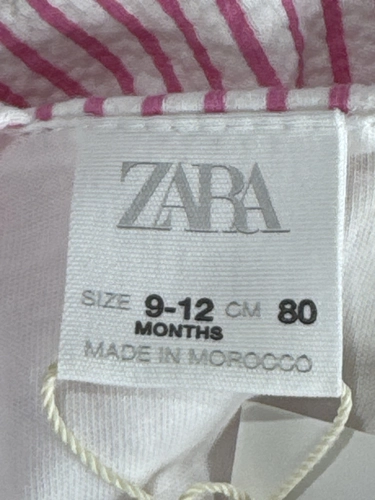 ZARA
SIZE 9-12 CM 80
MONTHS
MADE IN MOROCCO